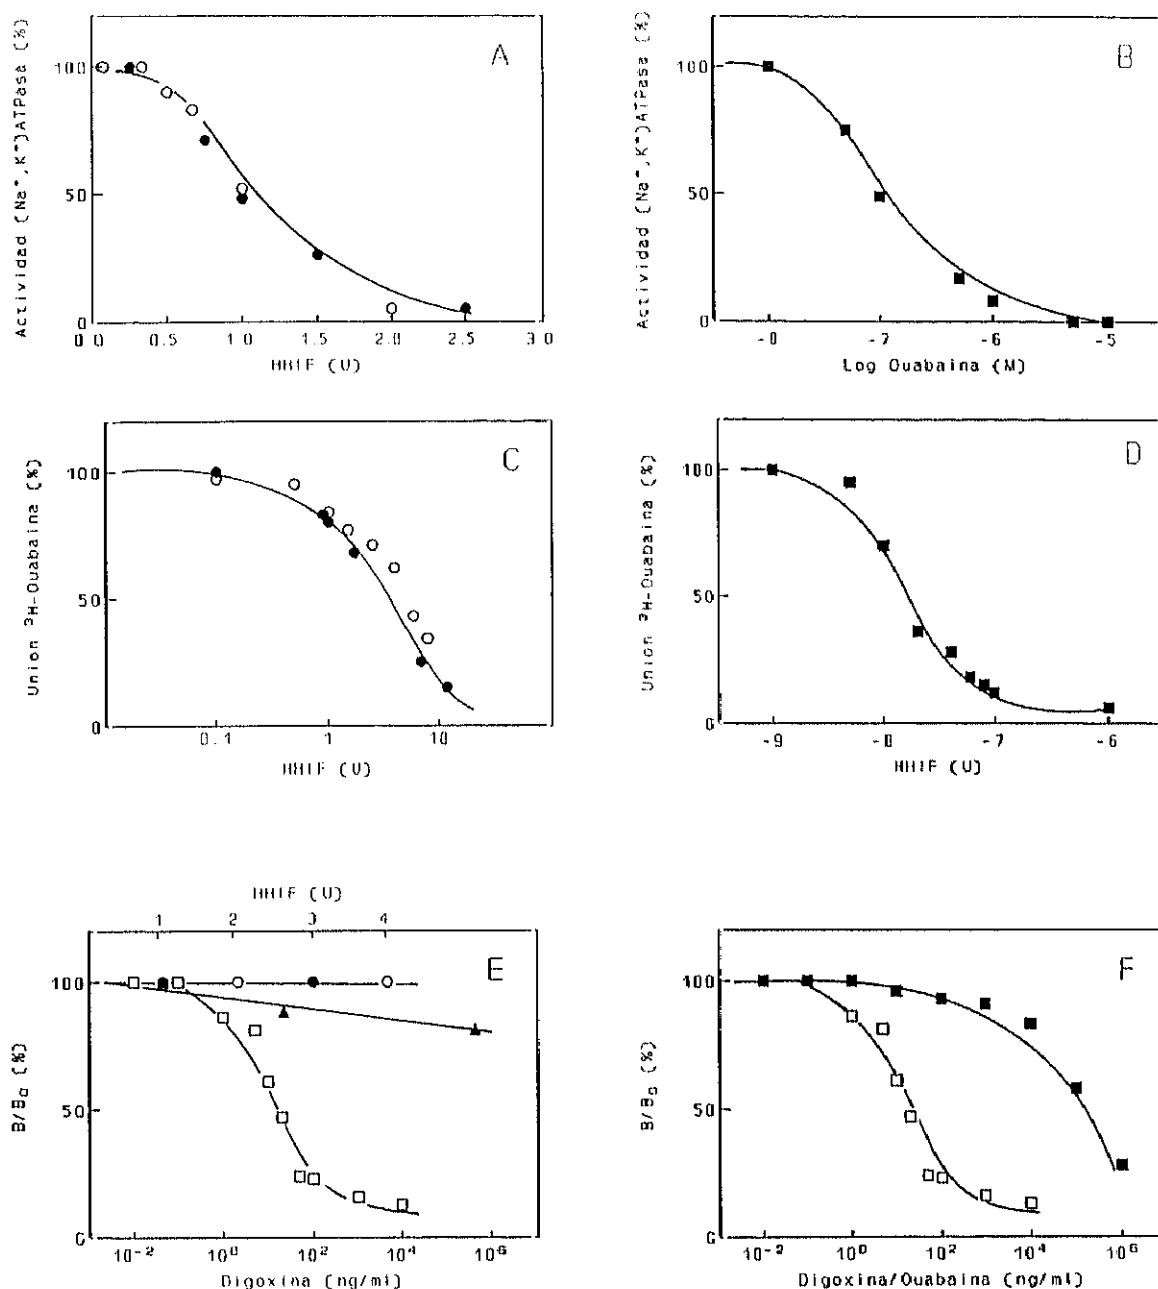 A
Actividad (Na⁺,K⁺)ATPasa (%)
100
50
0
0.0 0.5 1.0 1.5 2.0 2.5 3.0
HHIF (U)
B
Actividad (Na⁺,K⁺)ATPasa (%)
100
50
0
-8 -7 -6 -5
Log Ouabaina (M)
C
Union ³H-Ouabaina (%)
100
50
0
0.1 1 10
HHIF (U)
D
Union ³H-Ouabaina (%)
100
50
0
-9 -8 -7 -6
HHIF (U)
HHIF (U)
1 2 3 4
E
B/B₀ (%)
100
50
0
10⁻² 10⁰ 10² 10⁴ 10⁶
Digoxina (ng/ml)
F
B/B₀ (%)
100
50
0
10⁻² 10⁰ 10² 10⁴ 10⁶
Digoxina/Ouabaina (ng/ml)